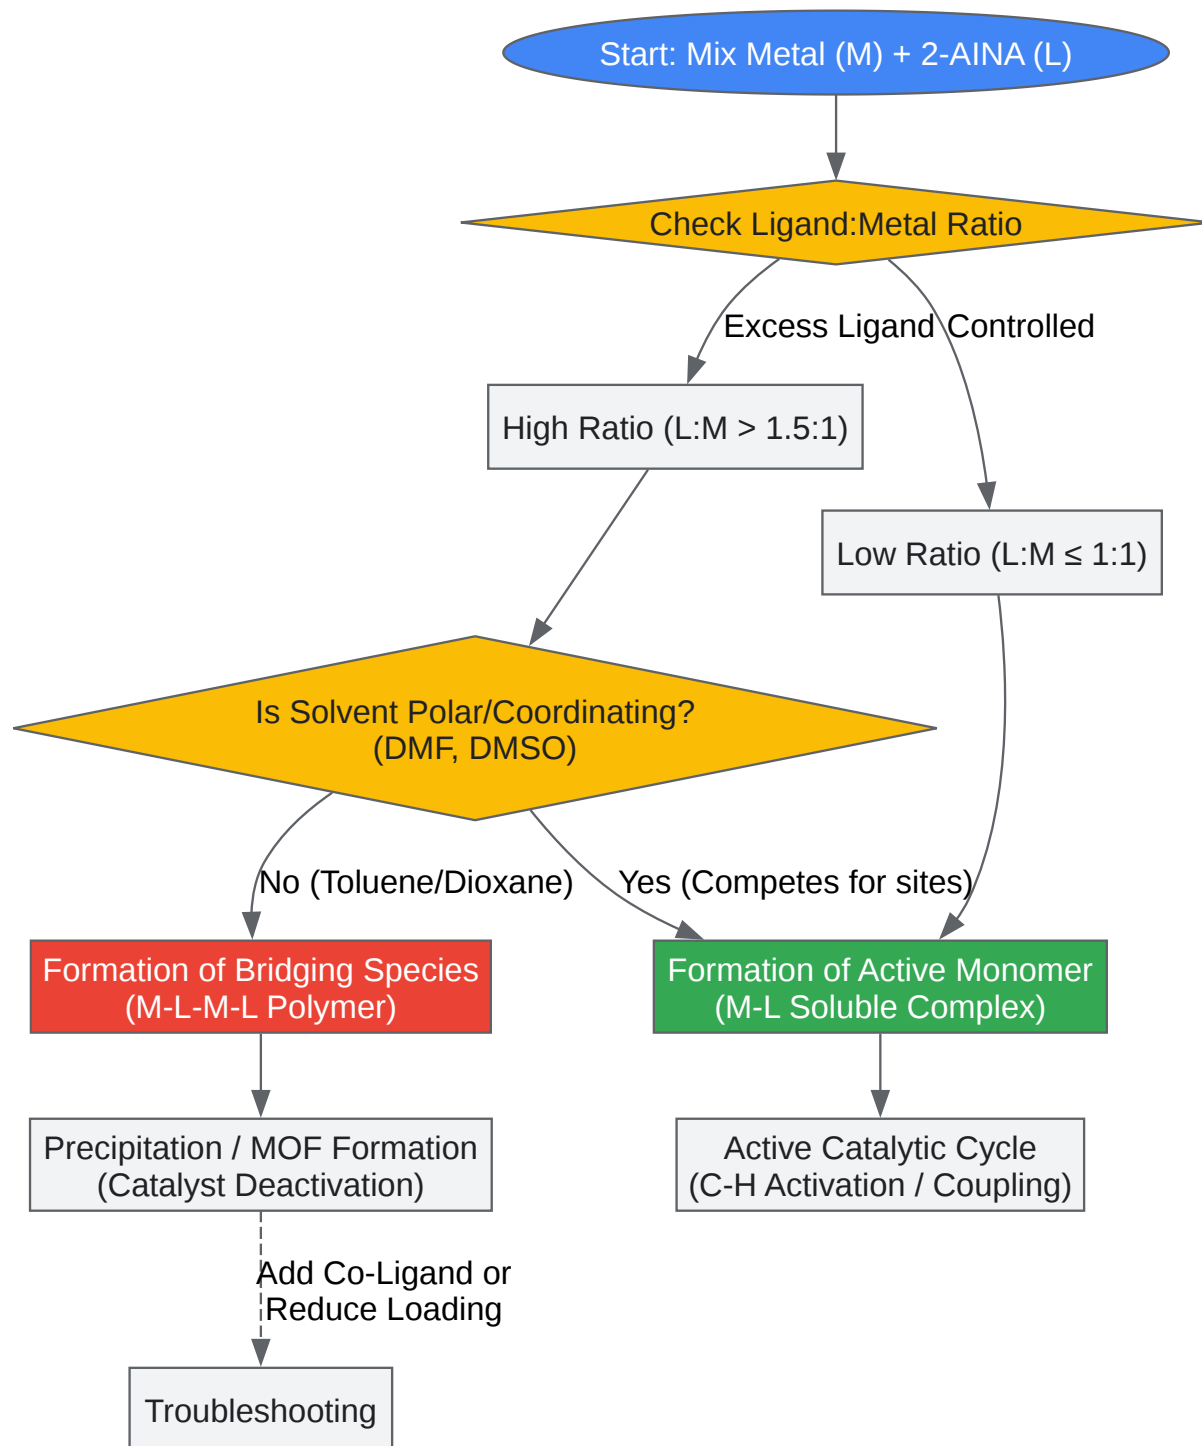 Start: Mix Metal (M) + 2-AINA (L)
Check Ligand:Metal Ratio
Excess Ligand
Controlled
High Ratio (L:M > 1.5:1)
Low Ratio (L:M ≤ 1:1)
Is Solvent Polar/Coordinating?
(DMF, DMSO)
No (Toluene/Dioxane)
Yes (Competes for sites)
Formation of Bridging Species
(M-L-M-L Polymer)
Formation of Active Monomer
(M-L Soluble Complex)
Precipitation / MOF Formation
(Catalyst Deactivation)
Active Catalytic Cycle
(C-H Activation / Coupling)
Add Co-Ligand or
Reduce Loading
Troubleshooting